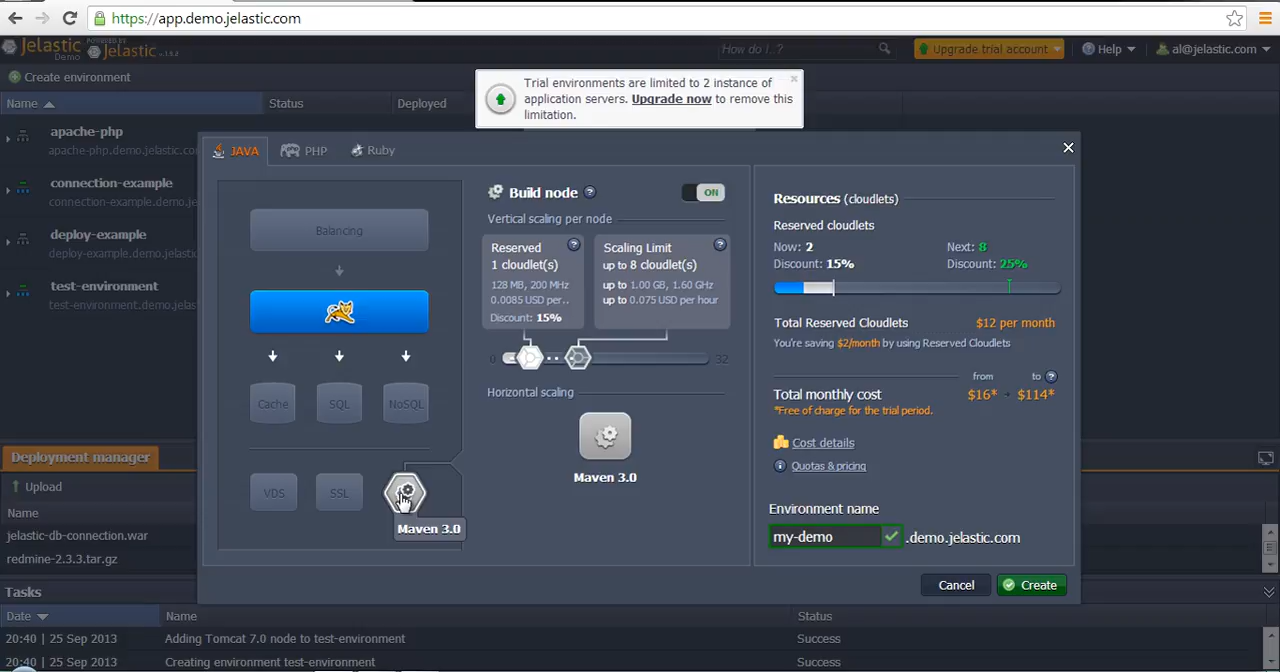 https://app.demo.jelastic.com
Jelastic
Demo
POWERED BY
Jelastic
How do I..?
Upgrade trial account
Help
al@jelastic.com
Create environment
Name
Status
Deployed
Trial environments are limited to 2 instance of
application servers. Upgrade now to remove this
limitation.
apache-php
apache-php.demo.jelastic.co
connection-example
connection-example.demo.je
deploy-example
deploy-example.demo.jelasti
test-environment
test-environment.demo.jelas
JAVA
PHP
Ruby
Balancing
Cache
SQL
NoSQL
VDS
SSL
Maven 3.0
Build node
ON
Vertical scaling per node
Reserved
1 cloudlet(s)
128 MB, 200 MHz
0.0085 USD per..
Discount: 15%
Scaling Limit
up to 8 cloudlet(s)
up to 1.00 GB, 1.60 GHz
up to 0.075 USD per hour
0
32
Horizontal scaling
Maven 3.0
Resources (cloudlets)
Reserved cloudlets
Now: 2
Next: 8
Discount: 15%
Discount: 25%
Total Reserved Cloudlets
$12 per month
You're saving $2/month by using Reserved Cloudlets
from
to
Total monthly cost
$16* - $114*
*Free of charge for the trial period.
Cost details
Quotas & pricing
Environment name
my-demo
.demo.jelastic.com
Cancel
Create
Deployment manager
Upload
Name
jelastic-db-connection.war
redmine-2.3.3.tar.gz
Tasks
Date
Name
Status
20:40 | 25 Sep 2013
Adding Tomcat 7.0 node to test-environment
Success
20:40 | 25 Sep 2013
Creating environment test-environment
Success